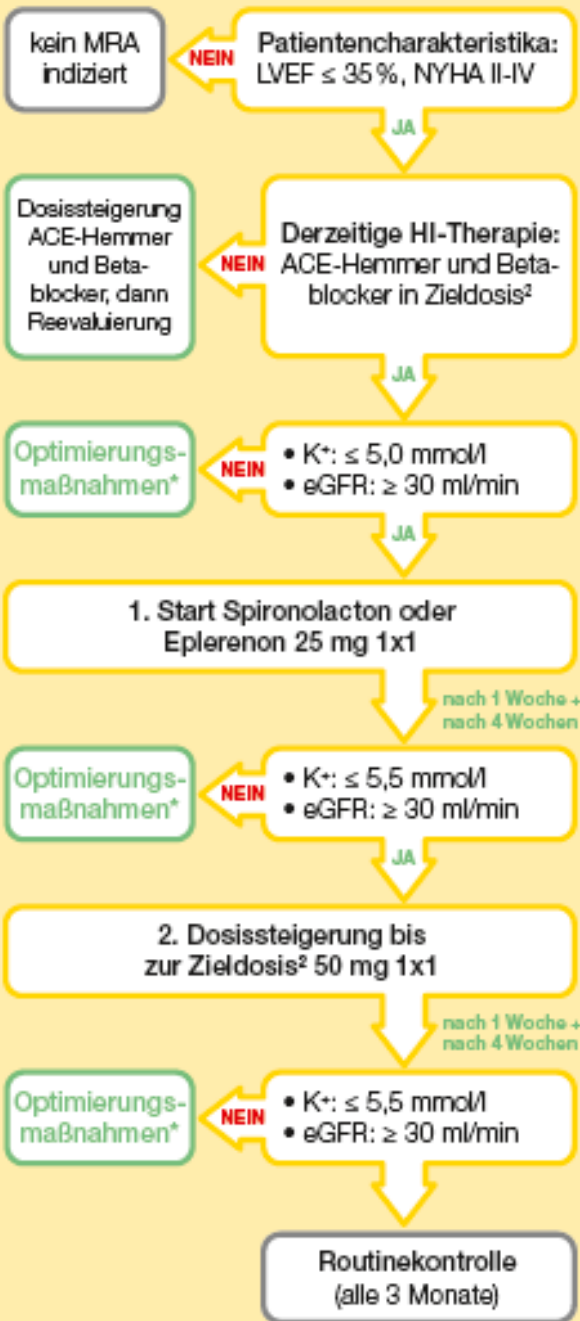 kein MRA
indiziert
NEIN
Patientencharakteristika:
LVEF ≤ 35 %, NYHA II-IV
JA
Dosissteigerung
ACE-Hemmer
und Beta-
blocker, dann
Reevaluierung
NEIN
Derzeitige HI-Therapie:
ACE-Hemmer und Beta-
blocker in Zieldosis²
JA
Optimierungs-
maßnahmen*
NEIN
• K⁺: ≤ 5,0 mmol/l
• eGFR: ≥ 30 ml/min
JA
1. Start Spironolacton oder
Eplerenon 25 mg 1x1
nach 1 Woche +
nach 4 Wochen
Optimierungs-
maßnahmen*
NEIN
• K⁺: ≤ 5,5 mmol/l
• eGFR: ≥ 30 ml/min
JA
2. Dosissteigerung bis
zur Zieldosis² 50 mg 1x1
nach 1 Woche +
nach 4 Wochen
Optimierungs-
maßnahmen*
NEIN
• K⁺: ≤ 5,5 mmol/l
• eGFR: ≥ 30 ml/min
Routinekontrolle
(alle 3 Monate)